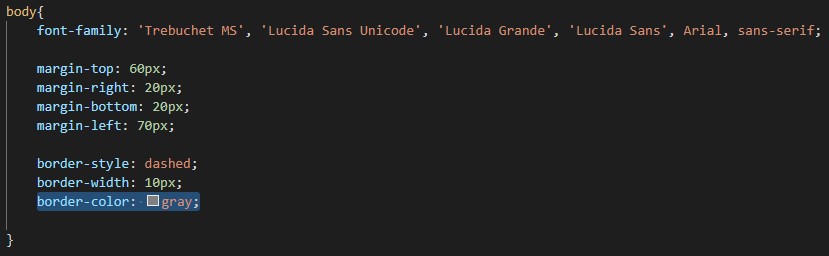 body{
font-family: 'Trebuchet MS', 'Lucida Sans Unicode', 'Lucida Grande', 'Lucida Sans', Arial, sans-serif;
margin-top: 60px;
margin-right: 20px;
margin-bottom: 20px;
margin-left: 70px;
border-style: dashed;
border-width: 10px;
border-color: gray;
}